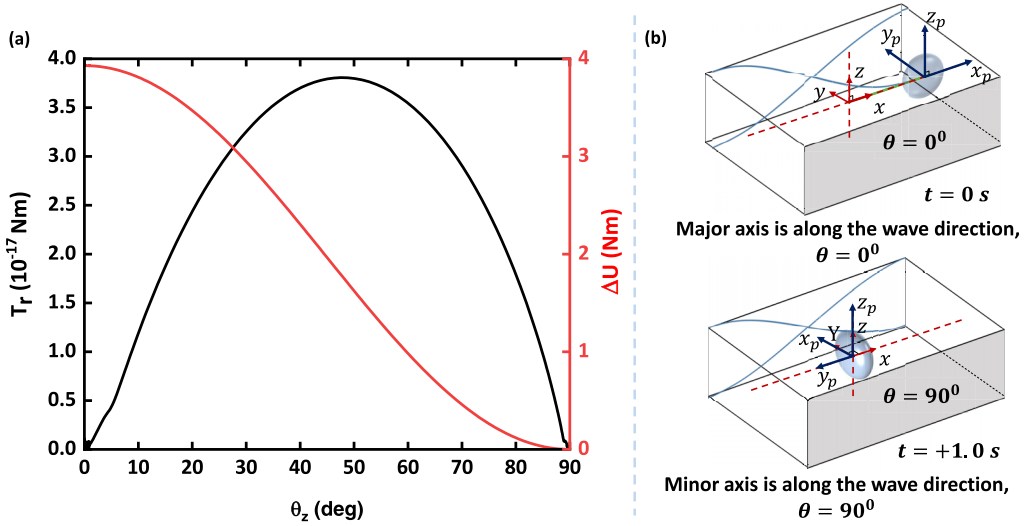 (a)
4.0
3.5
3.0
2.5
2.0
1.5
1.0
0.5
0.0
T_r (10^-17 Nm)
4
3
2
1
0
ΔU (Nm)
0 10 20 30 40 50 60 70 80 90
θ_z (deg)
(b)
z_p
y_p
x_p
z
y
x
θ = 0^0
t = 0 s
Major axis is along the wave direction,
θ = 0^0
z_p
x_p Y z
x
y_p
θ = 90^0
t = +1.0 s
Minor axis is along the wave direction,
θ = 90^0